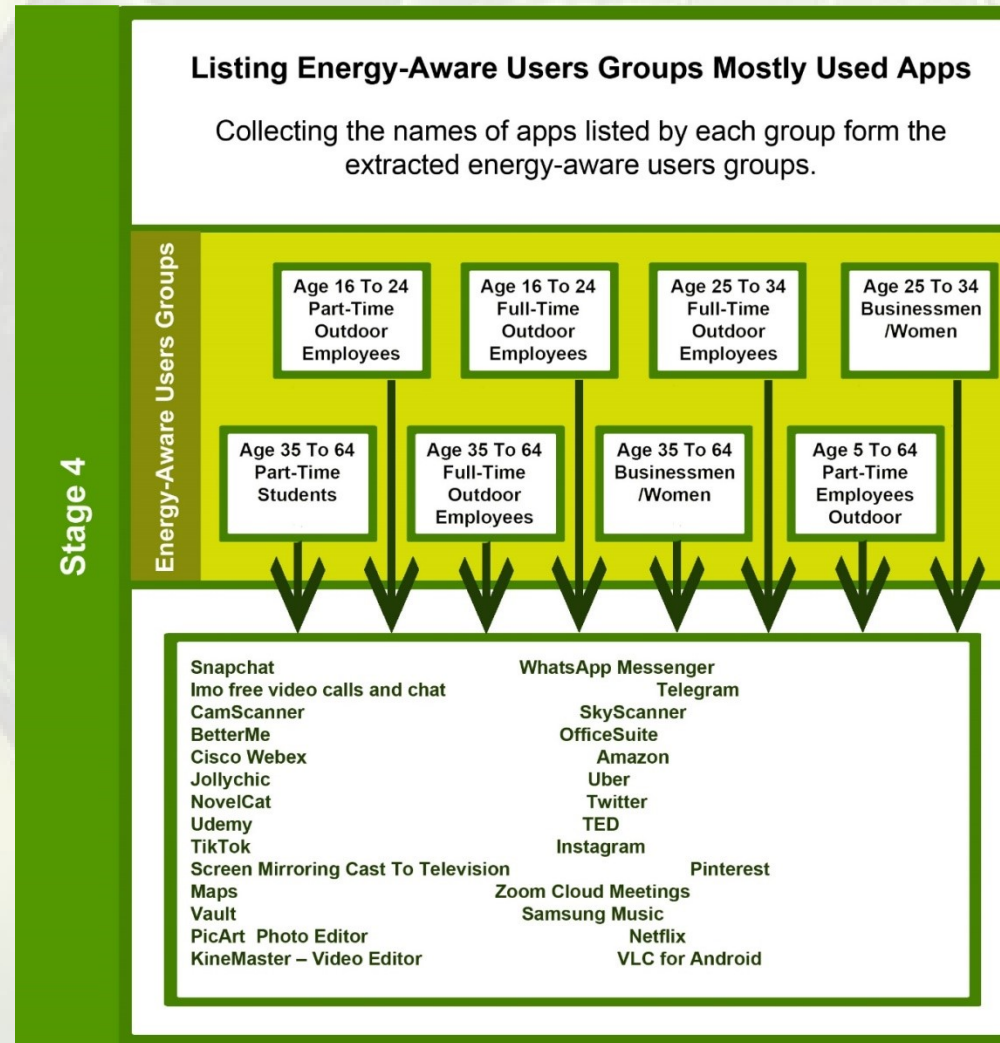 Stage 4
Listing Energy-Aware Users Groups Mostly Used Apps
Collecting the names of apps listed by each group form the
extracted energy-aware users groups.
Energy-Aware Users Groups
Age 16 To 24
Part-Time
Outdoor
Employees
Age 16 To 24
Full-Time
Outdoor
Employees
Age 25 To 34
Full-Time
Outdoor
Employees
Age 25 To 34
Businessmen
/Women
Age 35 To 64
Part-Time
Students
Age 35 To 64
Full-Time
Outdoor
Employees
Age 35 To 64
Businessmen
/Women
Age 5 To 64
Part-Time
Employees
Outdoor
Snapchat WhatsApp Messenger
Imo free video calls and chat Telegram
CamScanner SkyScanner
BetterMe OfficeSuite
Cisco Webex Amazon
Jollychic Uber
NovelCat Twitter
Udemy TED
TikTok Instagram
Screen Mirroring Cast To Television Pinterest
Maps Zoom Cloud Meetings
Vault Samsung Music
PicArt Photo Editor Netflix
KineMaster – Video Editor VLC for Android